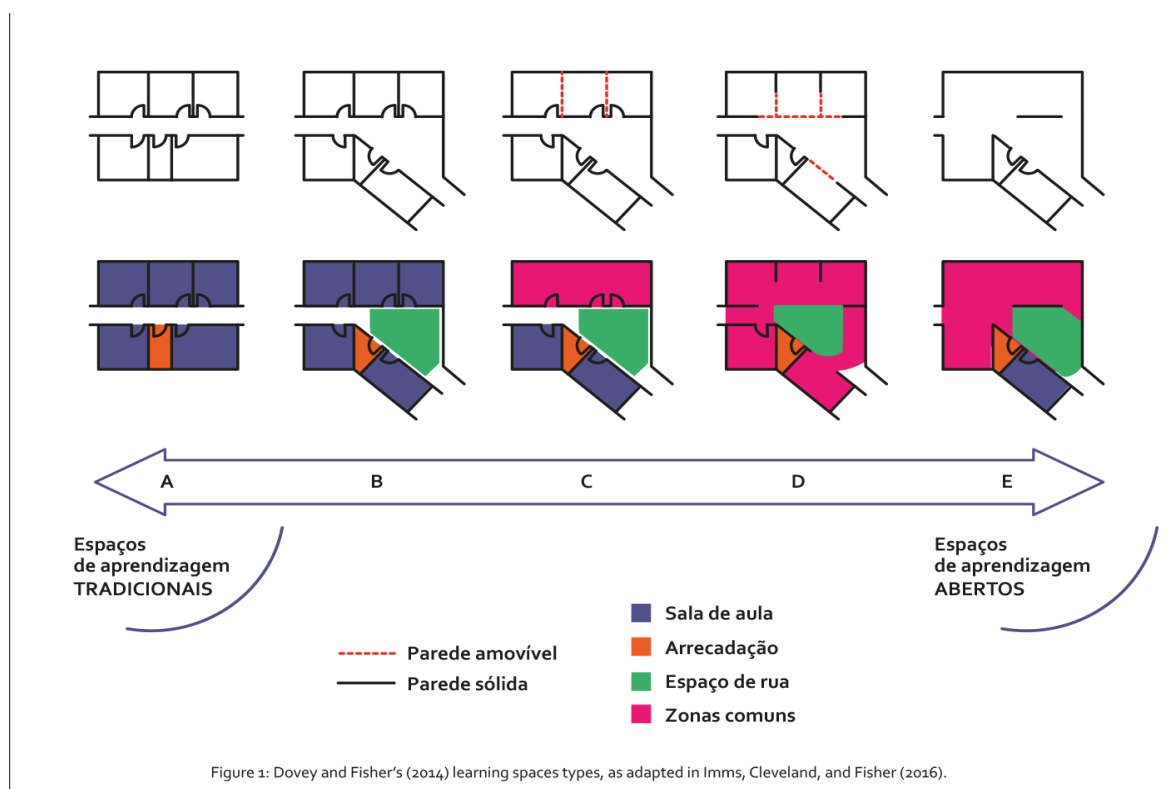 A
B
C
D
E
Espaços
de aprendizagem
TRADICIONAIS
Espaços
de aprendizagem
ABERTOS
Parede amovível
Parede sólida
Sala de aula
Arrecadação
Espaço de rua
Zonas comuns
Figure 1: Dovey and Fisher's (2014) learning spaces types, as adapted in Imms, Cleveland, and Fisher (2016).